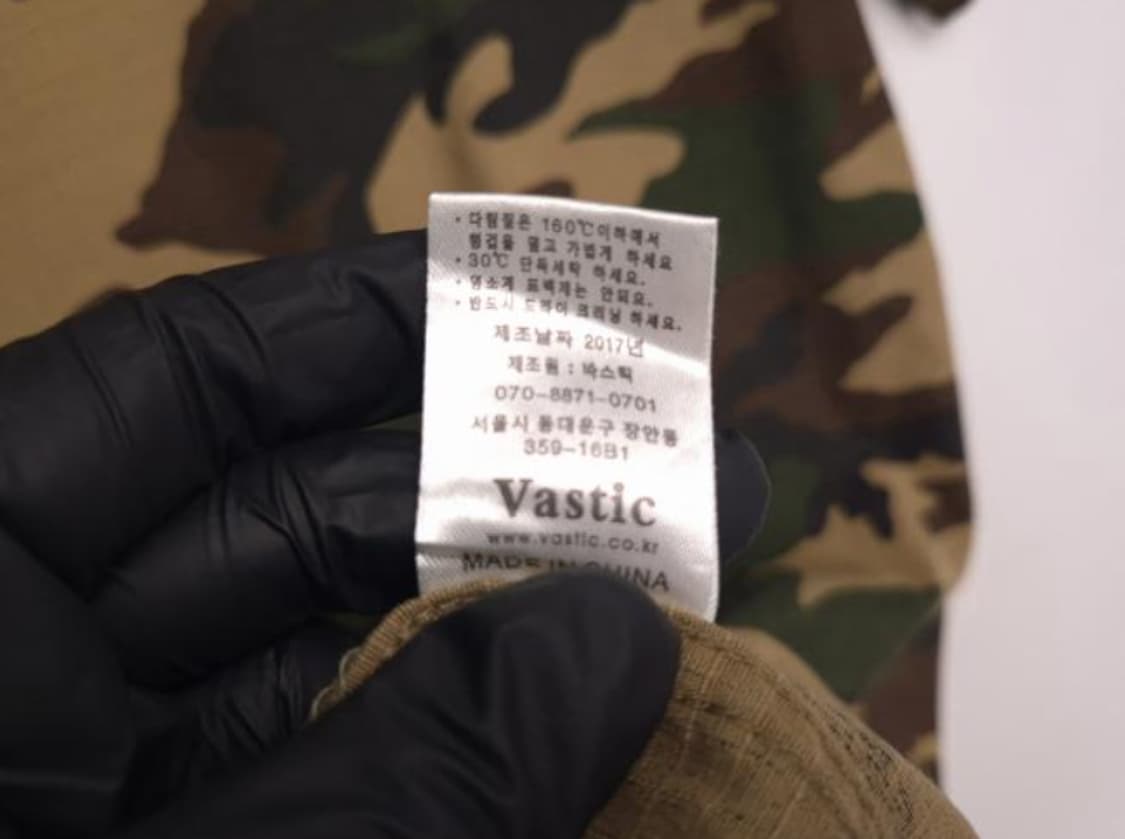 · 다림질은 160℃이하에서
헝겊을 덮고 가볍게 하세요
· 30℃ 단독세탁 하세요.
· 염소계 표백제는 안되요.
· 반드시 드라이 크리닝 하세요.
제조날짜 2017년
제조원 : 바스틱
070-8871-0701
서울시 동대문구 장안동
359-16B1
Vastic
www.vastic.co.kr
MADE IN CHINA